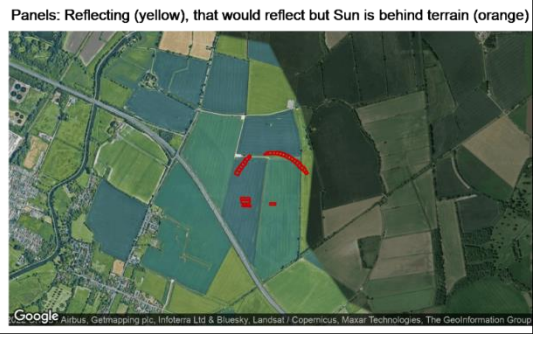 Panels: Reflecting (yellow), that would reflect but Sun is behind terrain (orange)
Google
Airbus, Getmapping plc, Infoterra Ltd & Bluesky, Landsat / Copernicus, Maxar Technologies, The GeoInformation Group